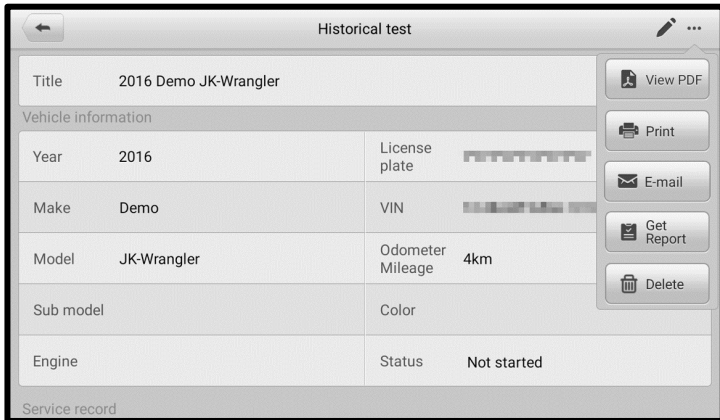 Historical test
Title 2016 Demo JK-Wrangler
View PDF
Vehicle information
Print
Year 2016
License
plate
E-mail
Make Demo
VIN
Get
Report
Model JK-Wrangler
Odometer
Mileage 4km
Delete
Sub model
Color
Engine
Status Not started
Service record